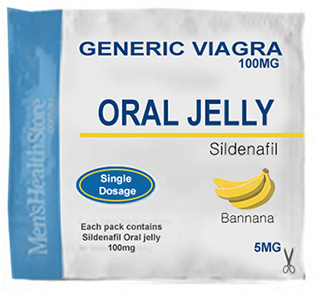 GENERIC VIAGRA
100MG
ORAL JELLY
Sildenafil
Single
Dosage
Bannana
Each pack contains
Sildenafil Oral jelly
100mg
5MG
Men'sHealthStore